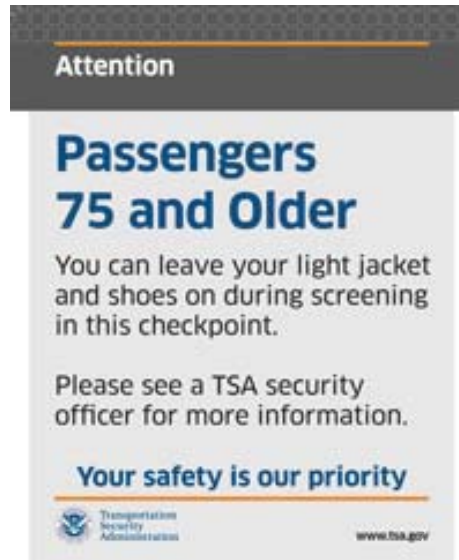 Attention
Passengers
75 and Older
You can leave your light jacket
and shoes on during screening
in this checkpoint.
Please see a TSA security
officer for more information.
Your safety is our priority
Transportation
Security
Administration
www.tsa.gov